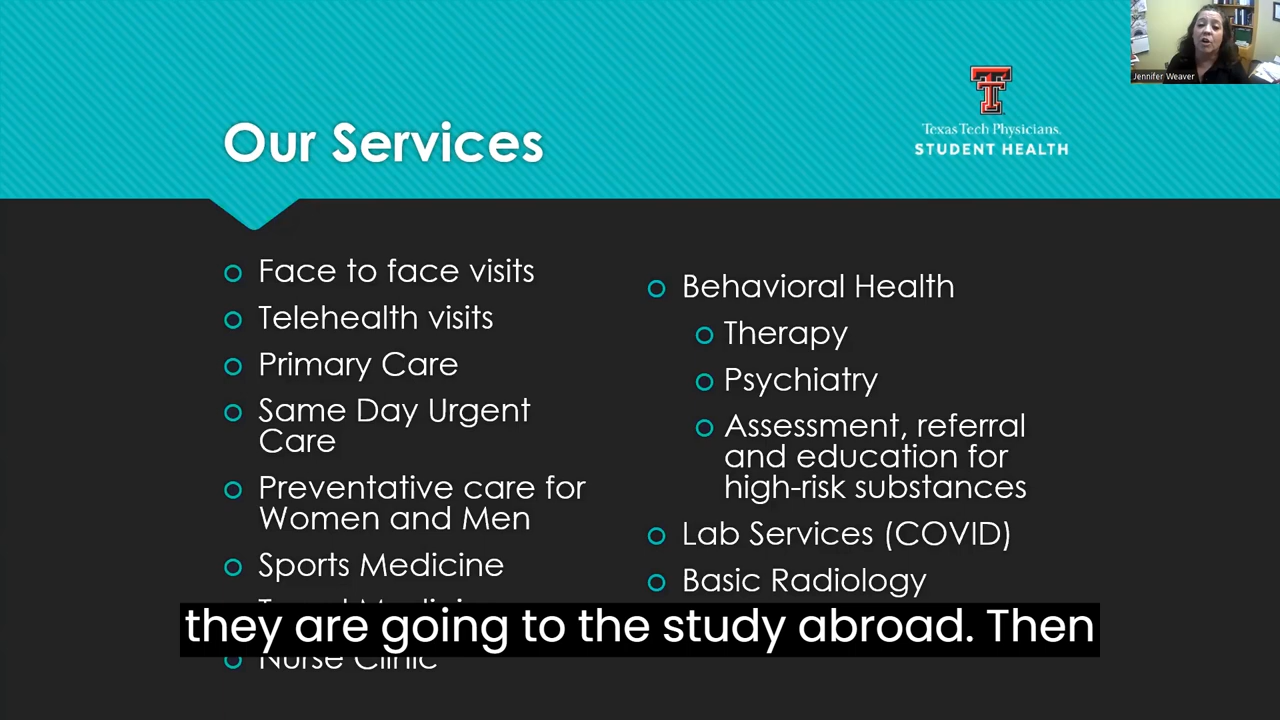 Jennifer Weaver
Texas Tech Physicians.
STUDENT HEALTH
Our Services
Face to face visits
Telehealth visits
Primary Care
Same Day Urgent
Care
Preventative care for
Women and Men
Sports Medicine
Nurse Clinic
Behavioral Health
Therapy
Psychiatry
Assessment, referral
and education for
high-risk substances
Lab Services (COVID)
Basic Radiology
they are going to the study abroad. Then